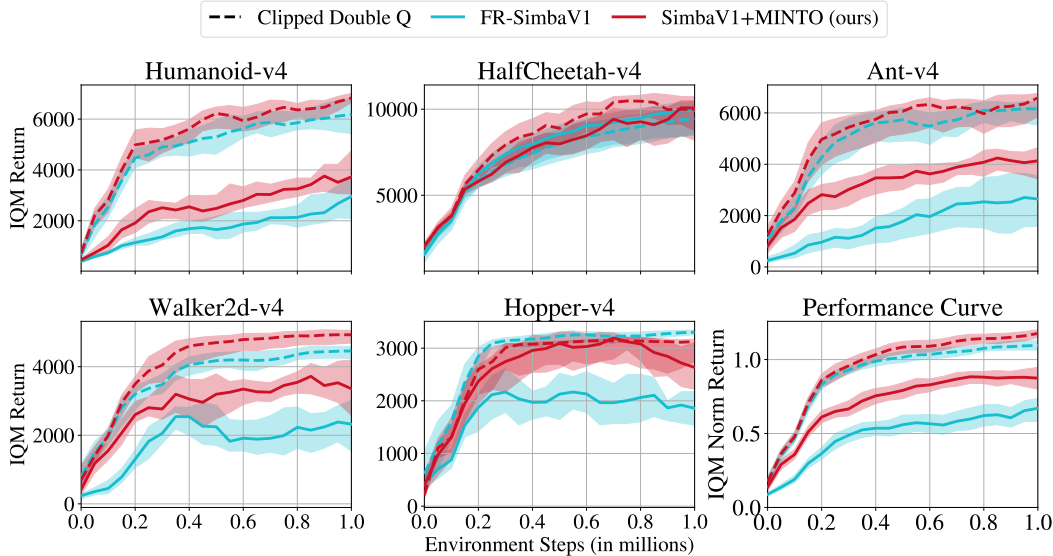 Clipped Double Q FR-SimbaV1 SimbaV1+MINTO (ours)
Humanoid-v4 HalfCheetah-v4 Ant-v4
IQM Return
6000
4000
2000
10000
5000
6000
4000
2000
0
Walker2d-v4 Hopper-v4 Performance Curve
IQM Return
4000
2000
0
3000
2000
1000
0
IQM Norm Return
1.0
0.5
0.0
0.0 0.2 0.4 0.6 0.8 1.0
0.0 0.2 0.4 0.6 0.8 1.0
0.0 0.2 0.4 0.6 0.8 1.0
Environment Steps (in millions)